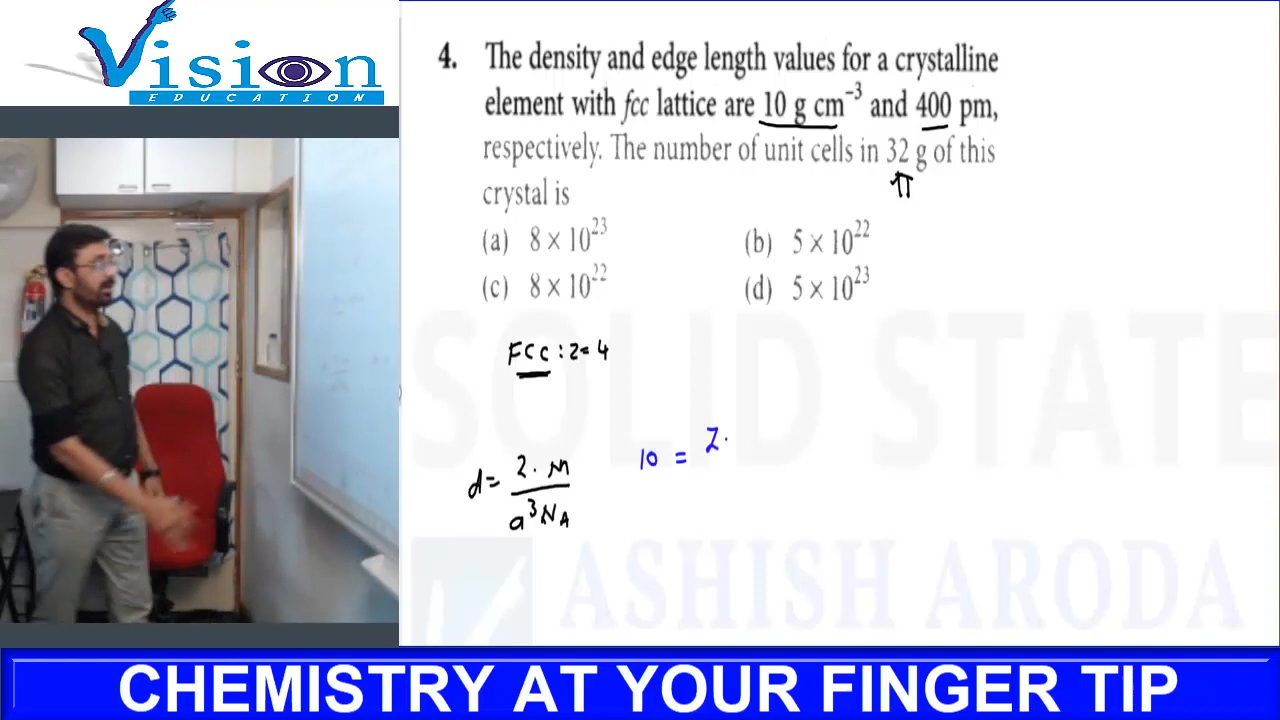 Vision
EDUCATION
4. The density and edge length values for a crystalline
element with fcc lattice are 10 g cm⁻³ and 400 pm,
respectively. The number of unit cells in 32 g of this
crystal is
(a) 8 × 10²³ (b) 5 × 10²²
(c) 8 × 10²² (d) 5 × 10²³
FCC : Z = 4
d = Z · M / a³ N_A
10 = Z ·
SOLID STATE
ASHISH ARODA
CHEMISTRY AT YOUR FINGER TIP